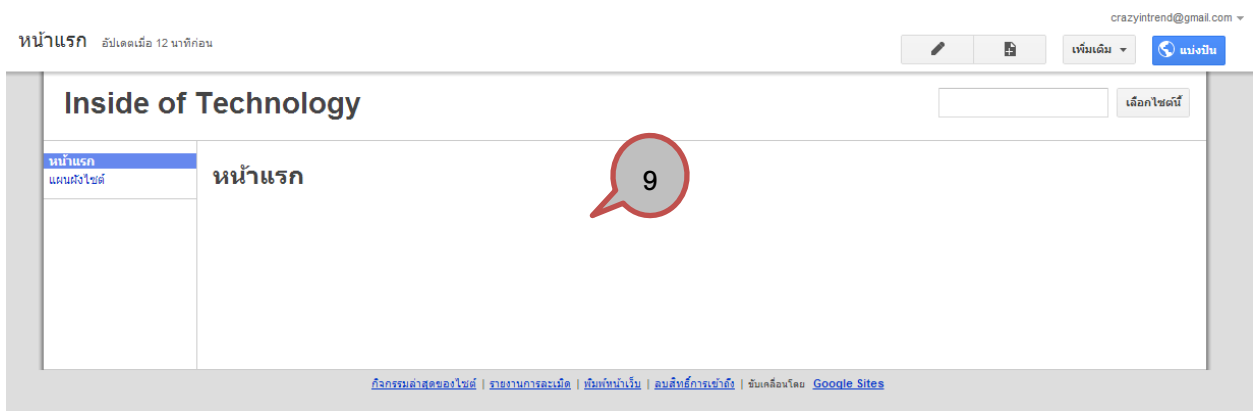 crazyintrend@gmail.com
หน้าแรก อัปเดตเมื่อ 12 นาทีก่อน
เพิ่มเติม
แบ่งปัน
Inside of Technology
เลือกไซต์นี้
หน้าแรก
แผนผังไซต์
หน้าแรก
9
กิจกรรมล่าสุดของไซต์ | รายงานการละเมิด | พิมพ์หน้าเว็บ | ลบสิทธิ์การเข้าถึง | ขับเคลื่อนโดย Google Sites